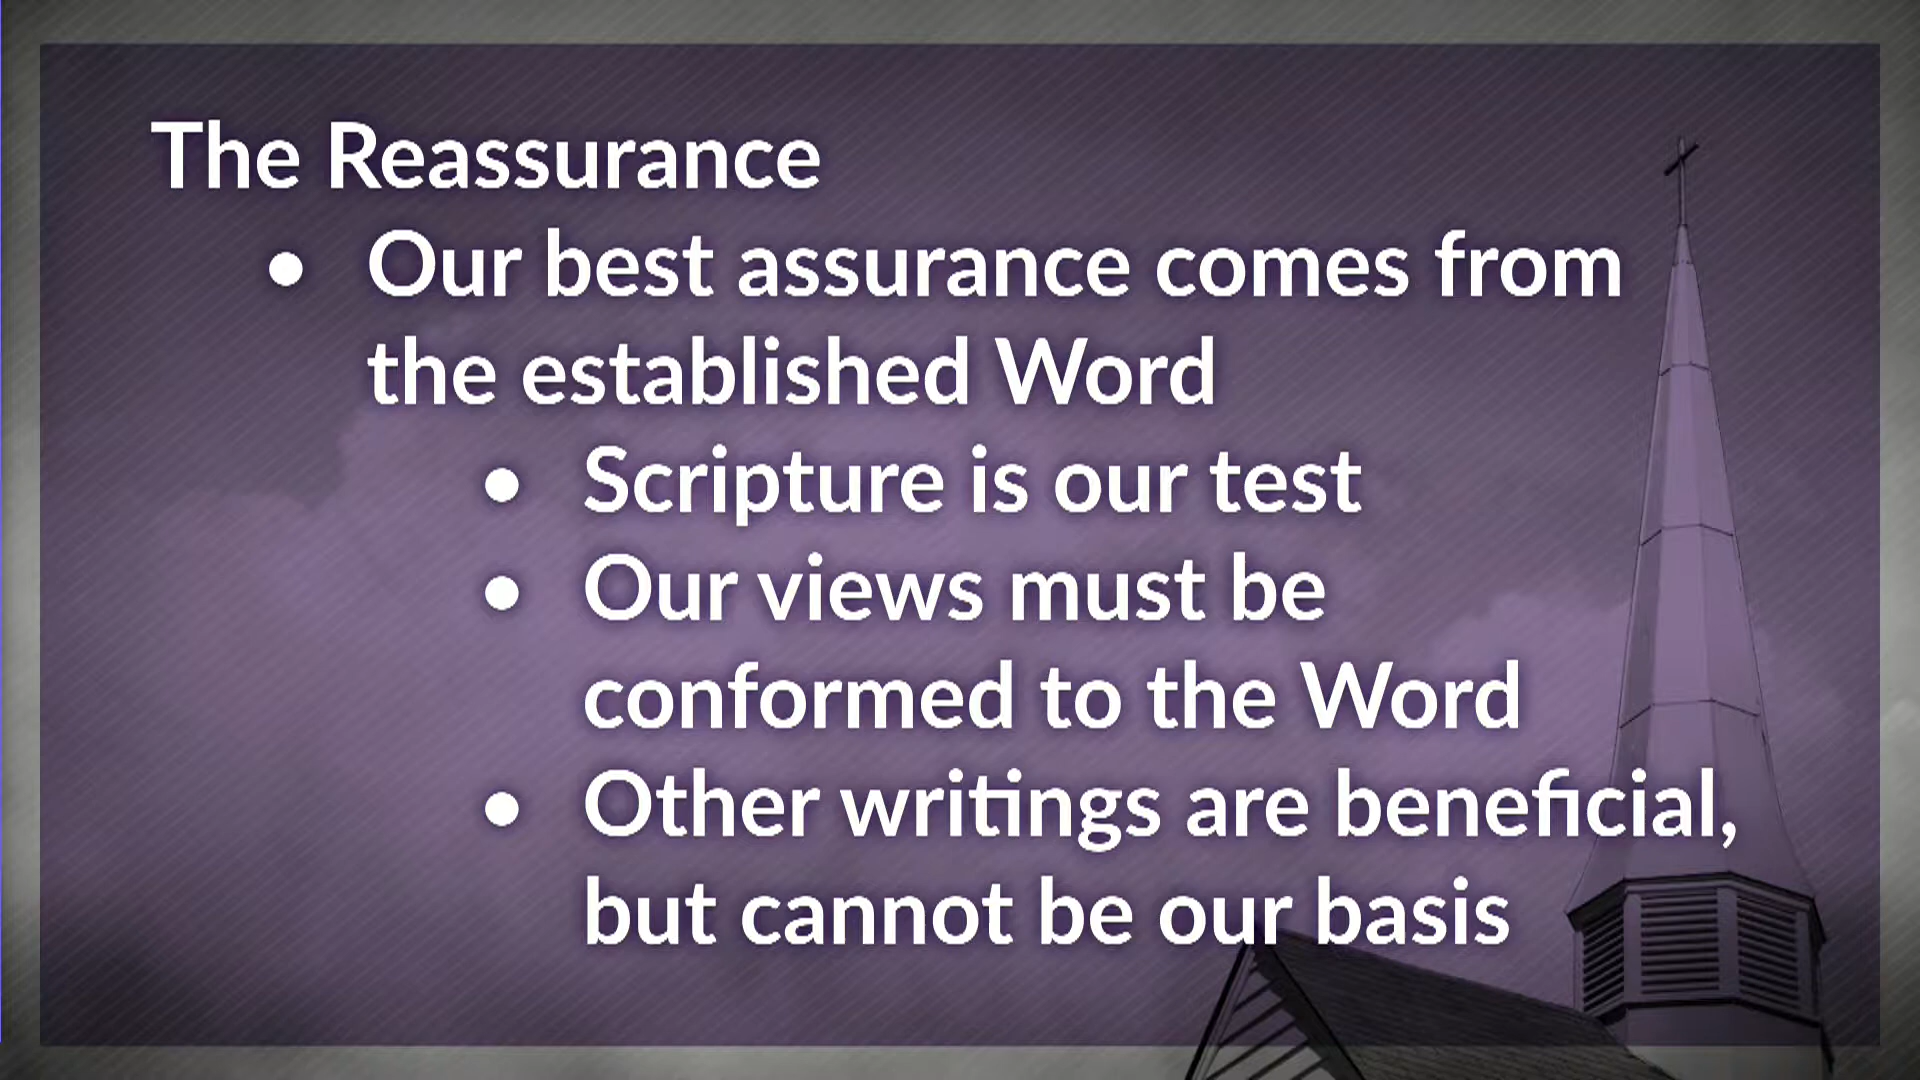 The Reassurance
• Our best assurance comes from
the established Word
• Scripture is our test
• Our views must be
conformed to the Word
• Other writings are beneficial,
but cannot be our basis